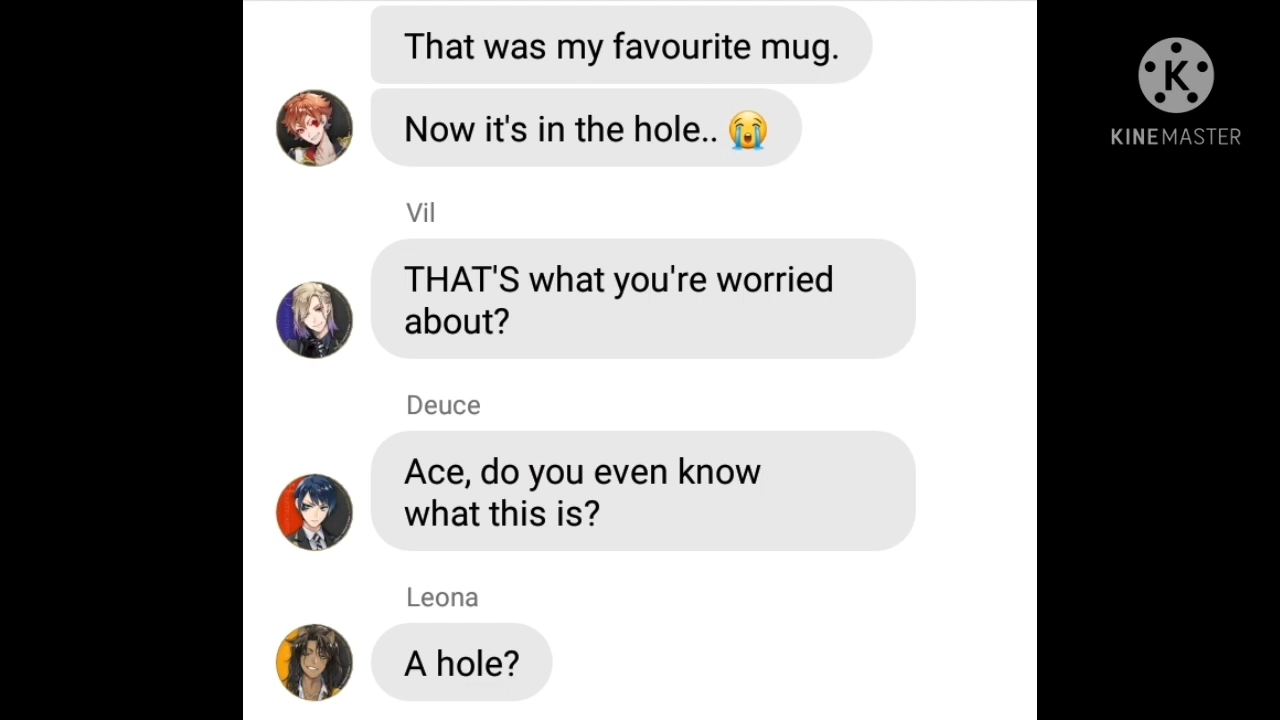 That was my favourite mug.
Now it's in the hole.. 😭
Vil
THAT'S what you're worried
about?
Deuce
Ace, do you even know
what this is?
Leona
A hole?
K
KINEMASTER